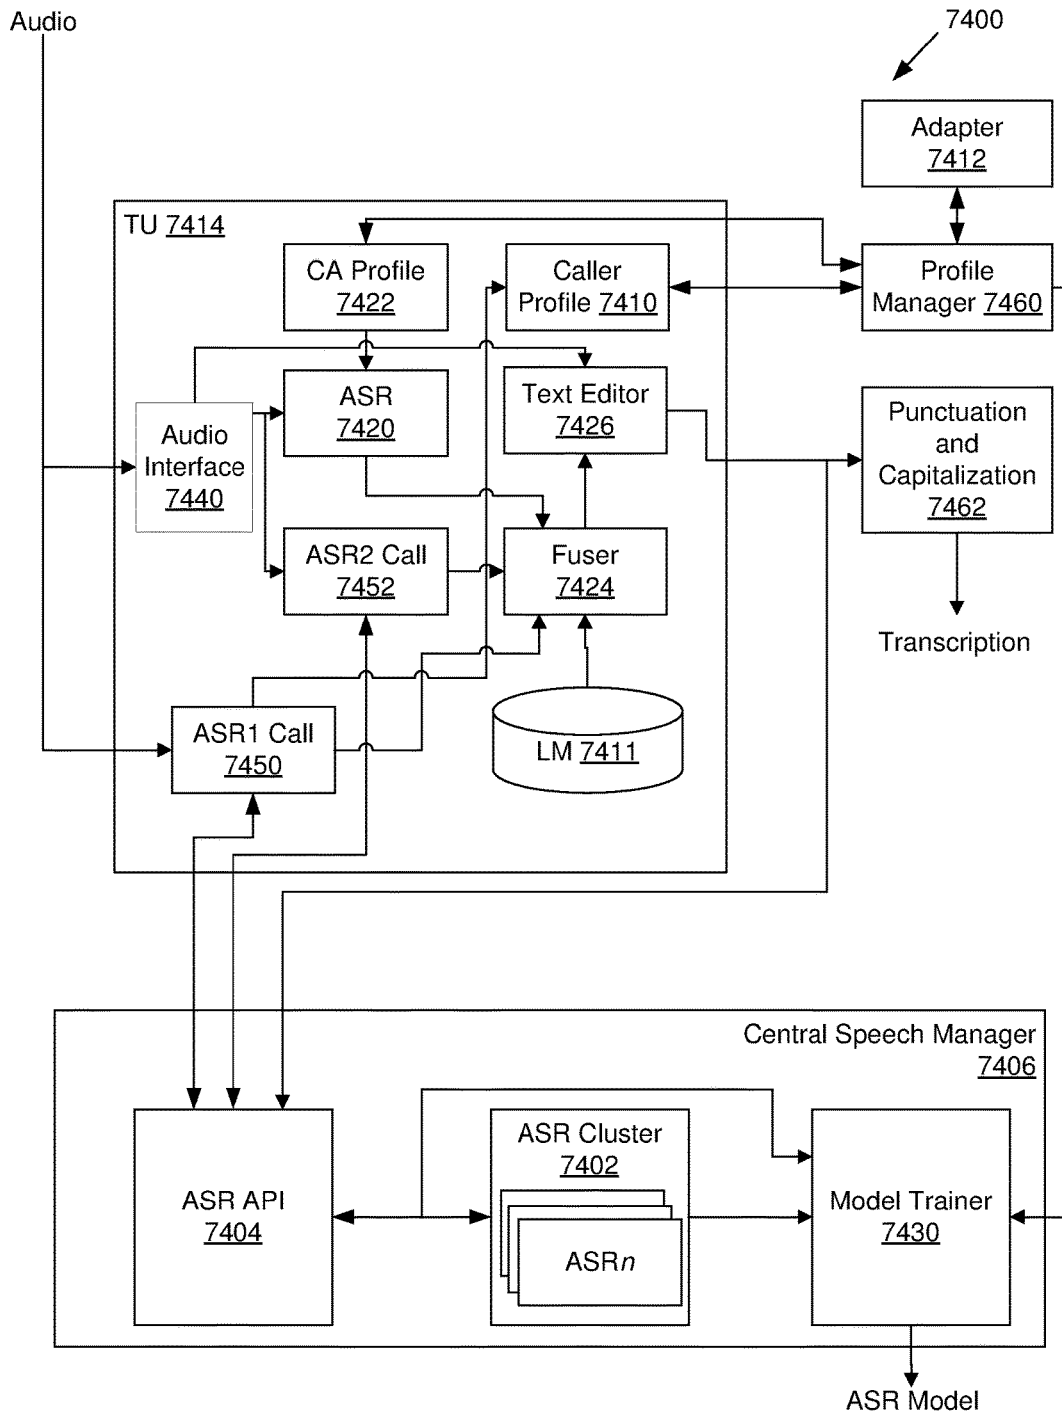 Audio
7400
Adapter
7412
TU 7414
CA Profile
7422
Caller
Profile 7410
Profile
Manager 7460
ASR
7420
Text Editor
7426
Punctuation
and
Capitalization
7462
Audio
Interface
7440
ASR2 Call
7452
Fuser
7424
Transcription
ASR1 Call
7450
LM 7411
Central Speech Manager
7406
ASR API
7404
ASR Cluster
7402
ASRn
Model Trainer
7430
ASR Model